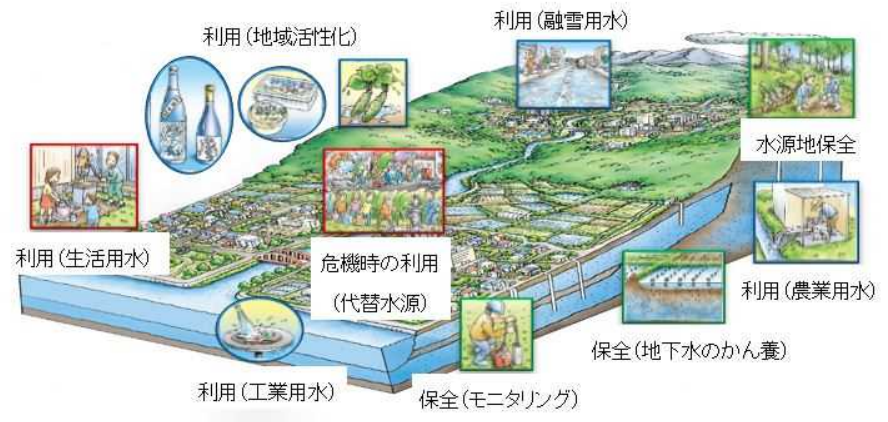 利用(地域活性化)
利用(融雪用水)
水源地保全
利用(生活用水)
危機時の利用
(代替水源)
利用(農業用水)
保全(地下水のかん養)
利用(工業用水)
保全(モニタリング)